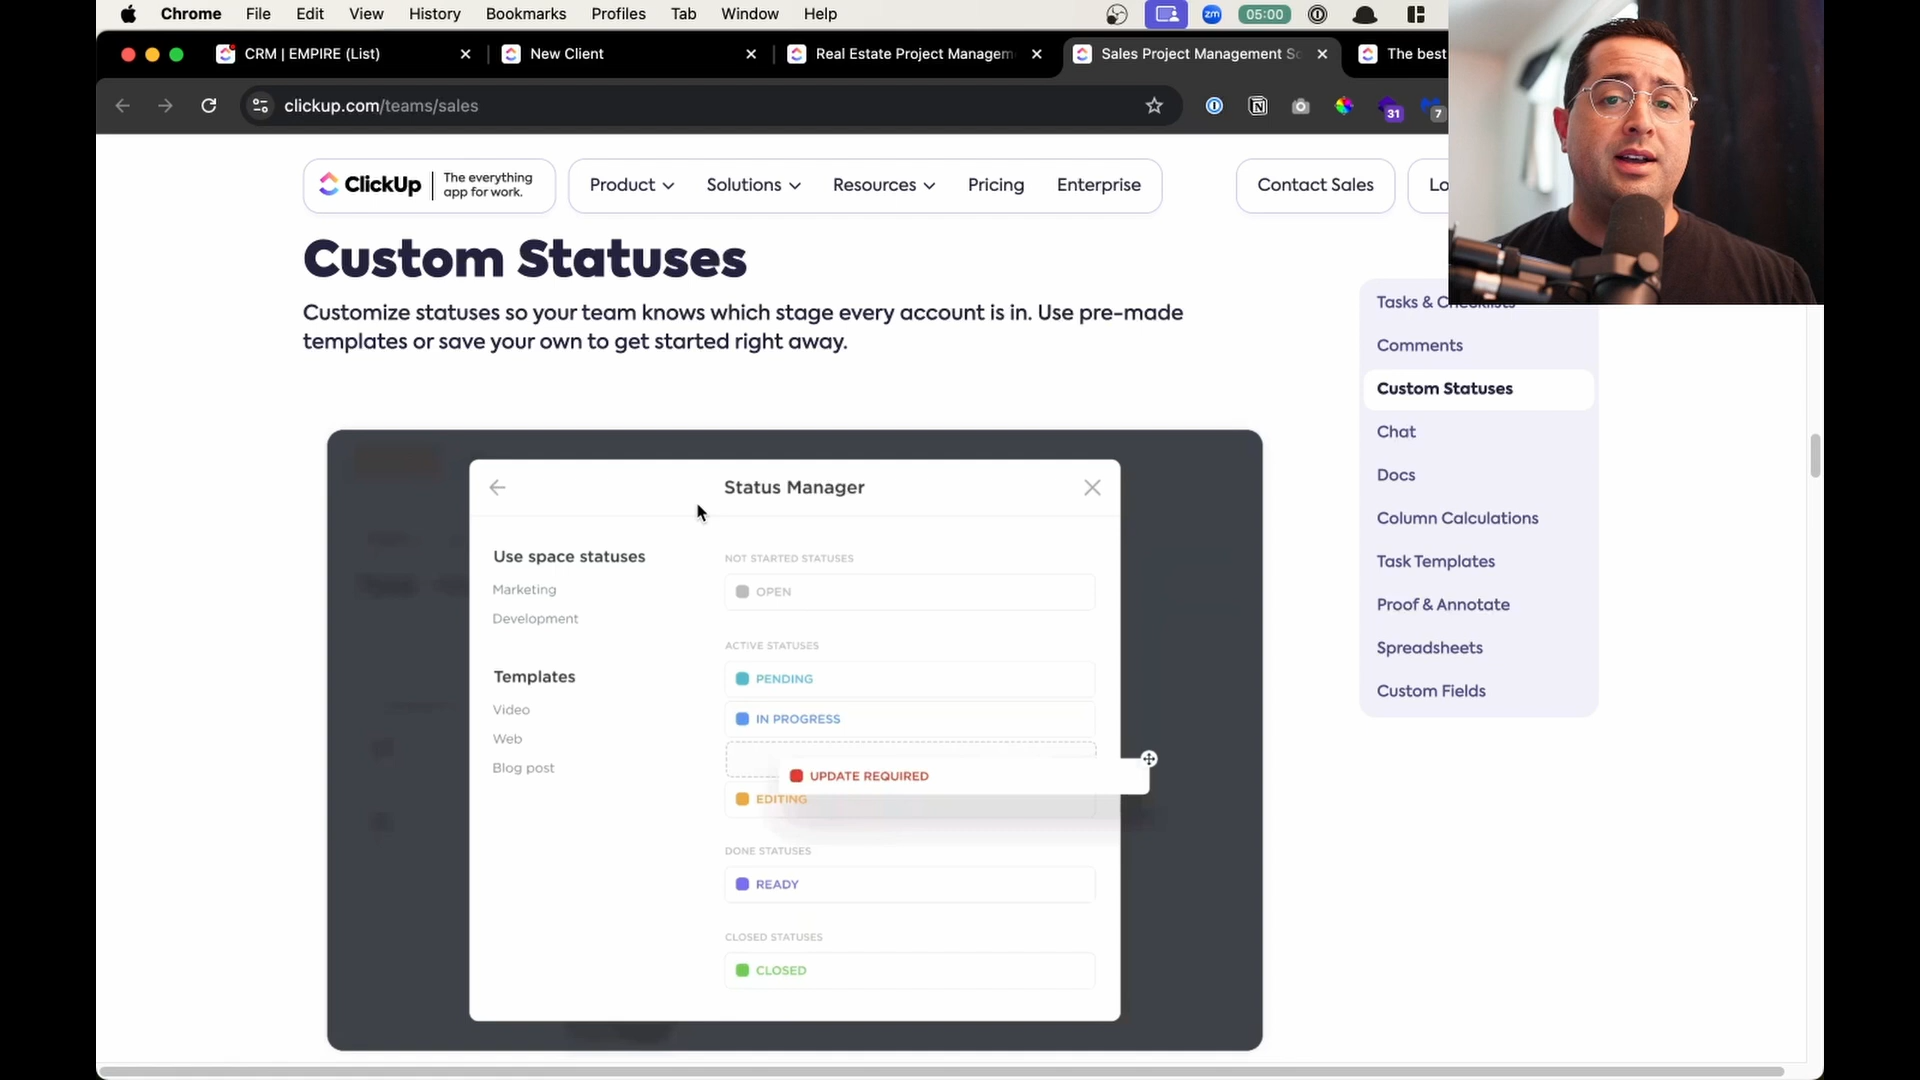 Chrome File Edit View History Bookmarks Profiles Tab Window Help
zm 05:00
CRM | EMPIRE (List)
New Client
Real Estate Project Managem
Sales Project Management
The best
clickup.com/teams/sales
31
7
ClickUp
The everything
app for work.
Product
Solutions
Resources
Pricing
Enterprise
Contact Sales
Lo
Custom Statuses
Customize statuses so your team knows which stage every account is in. Use pre-made
templates or save your own to get started right away.
Status Manager
Use space statuses
Marketing
Development
Templates
Video
Web
Blog post
NOT STARTED STATUSES
OPEN
ACTIVE STATUSES
PENDING
IN PROGRESS
UPDATE REQUIRED
EDITING
DONE STATUSES
READY
CLOSED STATUSES
CLOSED
Tasks & Checklists
Comments
Custom Statuses
Chat
Docs
Column Calculations
Task Templates
Proof & Annotate
Spreadsheets
Custom Fields